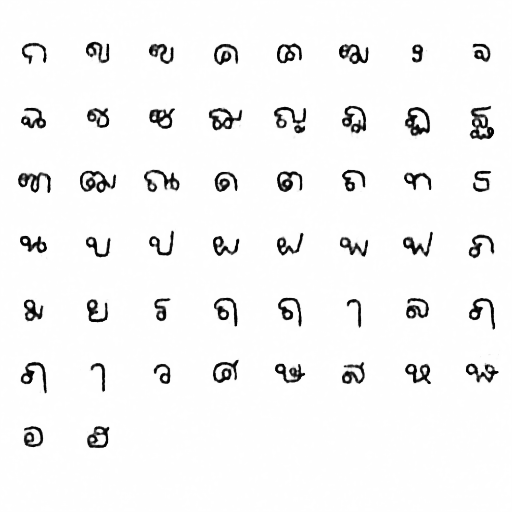 ก ข ฃ ค ฅ ฆ ง จ
ฉ ช ซ ฌ ญ ฎ ฏ ฐ
ฑ ฒ ณ ด ต ถ ท ธ
น บ ป ผ ฝ พ ฟ ภ
ม ย ร ฤ ฤ ๅ ล ฦ
ฦ ๅ ว ศ ษ ส ห ฬ
อ ฮ